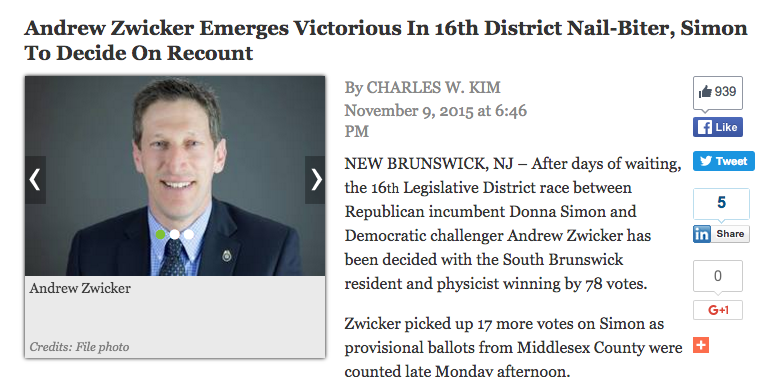 Andrew Zwicker Emerges Victorious In 16th District Nail-Biter, Simon
To Decide On Recount
Andrew Zwicker
Credits: File photo
By CHARLES W. KIM
November 9, 2015 at 6:46
PM
NEW BRUNSWICK, NJ – After days of waiting,
the 16th Legislative District race between
Republican incumbent Donna Simon and
Democratic challenger Andrew Zwicker has
been decided with the South Brunswick
resident and physicist winning by 78 votes.
Zwicker picked up 17 more votes on Simon as
provisional ballots from Middlesex County were
counted late Monday afternoon.
939
f Like
Tweet
5
in Share
0
G+1